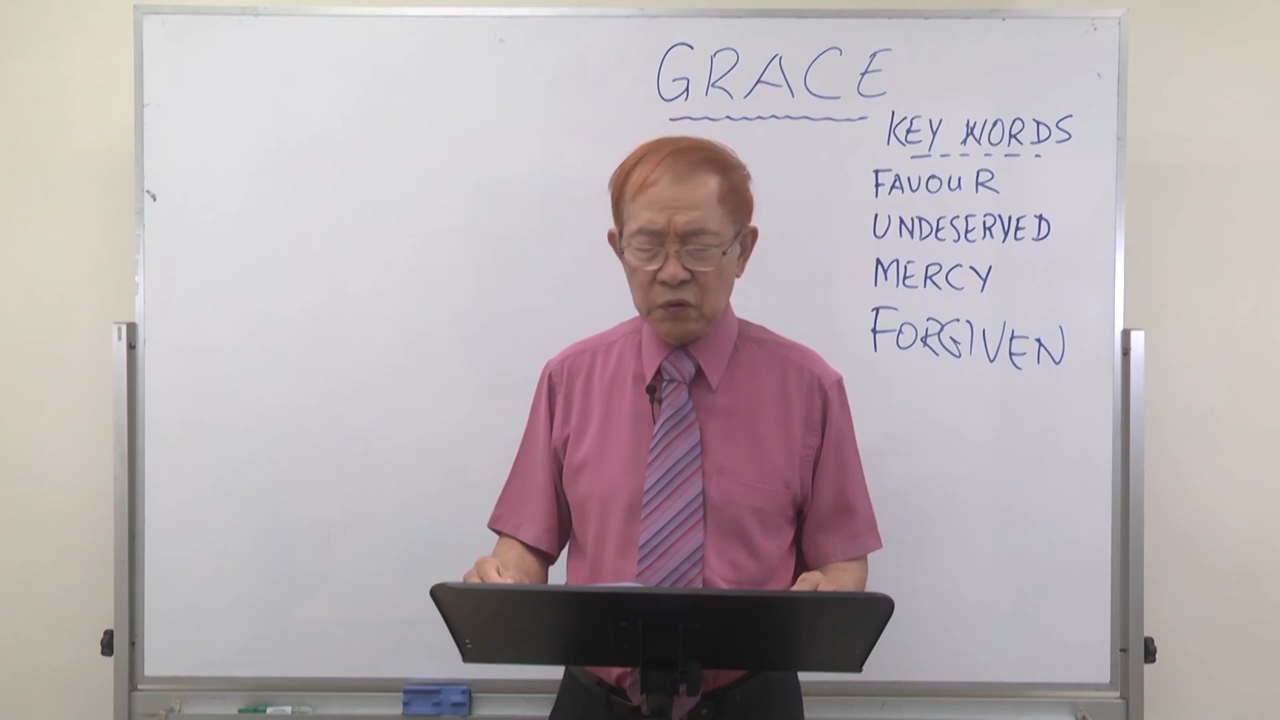 GRACE
KEY WORDS
FAVOUR
UNDESERVED
MERCY
FORGIVEN